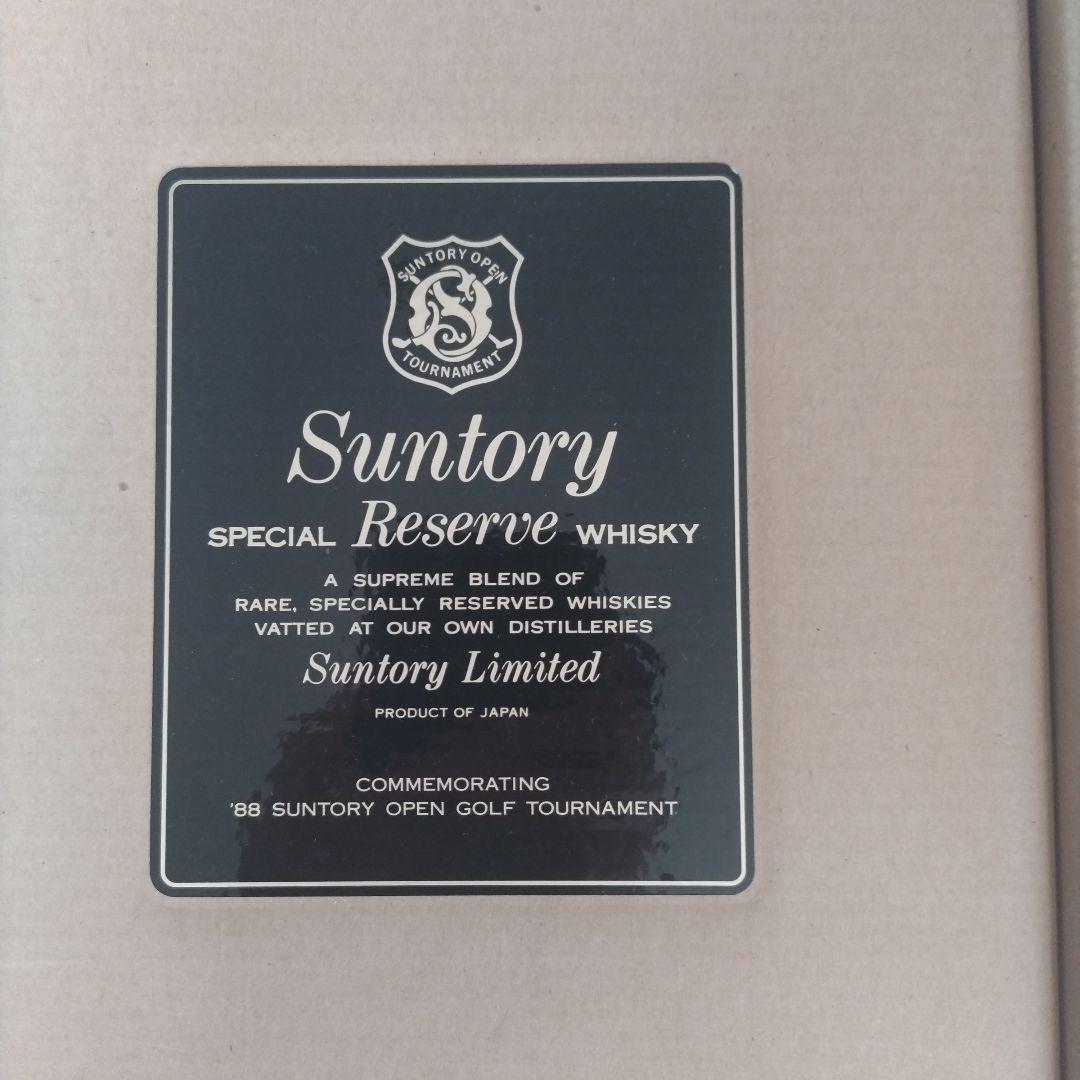 SUNTORY OPEN
SO
TOURNAMENT
Suntory
SPECIAL Reserve WHISKY
A SUPREME BLEND OF
RARE, SPECIALLY RESERVED WHISKIES
VATTED AT OUR OWN DISTILLERIES
Suntory Limited
PRODUCT OF JAPAN
COMMEMORATING
'88 SUNTORY OPEN GOLF TOURNAMENT